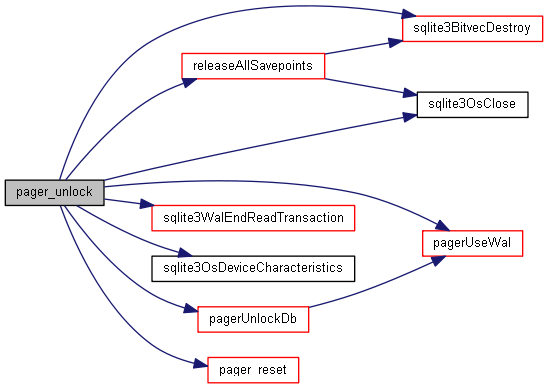 sqlite3BitvecDestroy
releaseAllSavepoints
sqlite3OsClose
pager_unlock
sqlite3WalEndReadTransaction
pagerUseWal
sqlite3OsDeviceCharacteristics
pagerUnlockDb
pager_reset